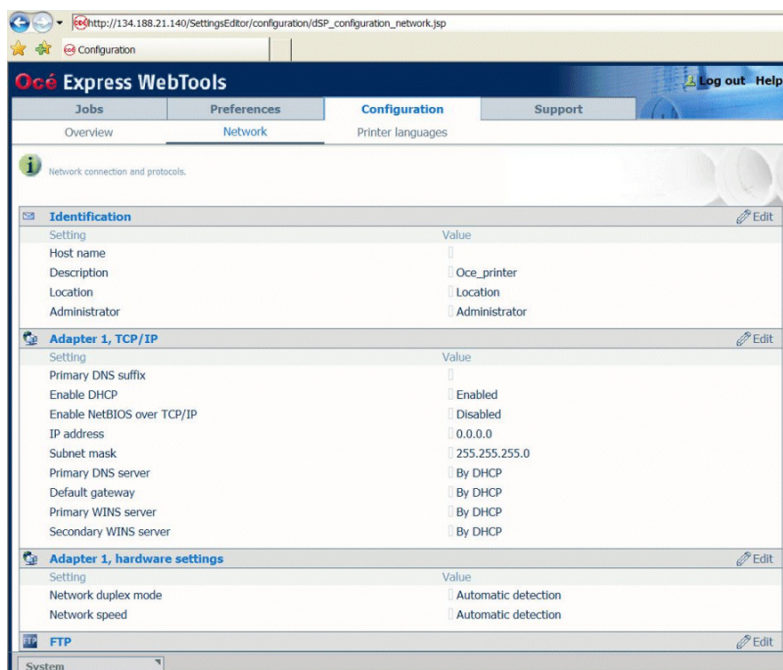 http://134.188.21.140/SettingsEditor/configuration/dSP_configuration_network.jsp
Configuration
Océ Express WebTools
Log out Help
Jobs Preferences Configuration Support
Overview Network Printer languages
Network connection and protocols.
Identification Edit
Setting Value
Host name
Description Oce_printer
Location Location
Administrator Administrator
Adapter 1, TCP/IP Edit
Setting Value
Primary DNS suffix
Enable DHCP Enabled
Enable NetBIOS over TCP/IP Disabled
IP address 0.0.0.0
Subnet mask 255.255.255.0
Primary DNS server By DHCP
Default gateway By DHCP
Primary WINS server By DHCP
Secondary WINS server By DHCP
Adapter 1, hardware settings Edit
Setting Value
Network duplex mode Automatic detection
Network speed Automatic detection
FTP FTP Edit
System